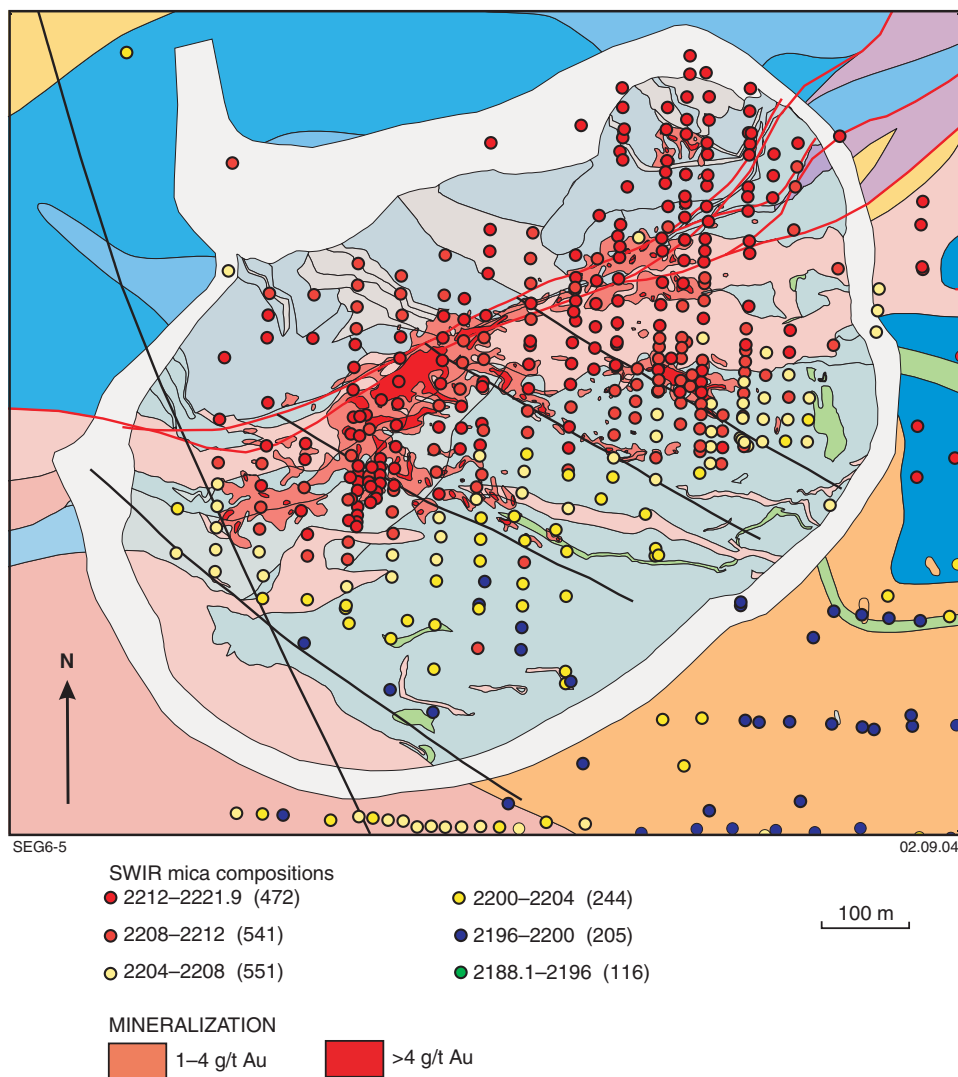 N
SEG6-5 02.09.04
SWIR mica compositions
2212–2221.9 (472) 2200–2204 (244)
2208–2212 (541) 2196–2200 (205)
2204–2208 (551) 2188.1–2196 (116)
100 m
MINERALIZATION
1–4 g/t Au >4 g/t Au